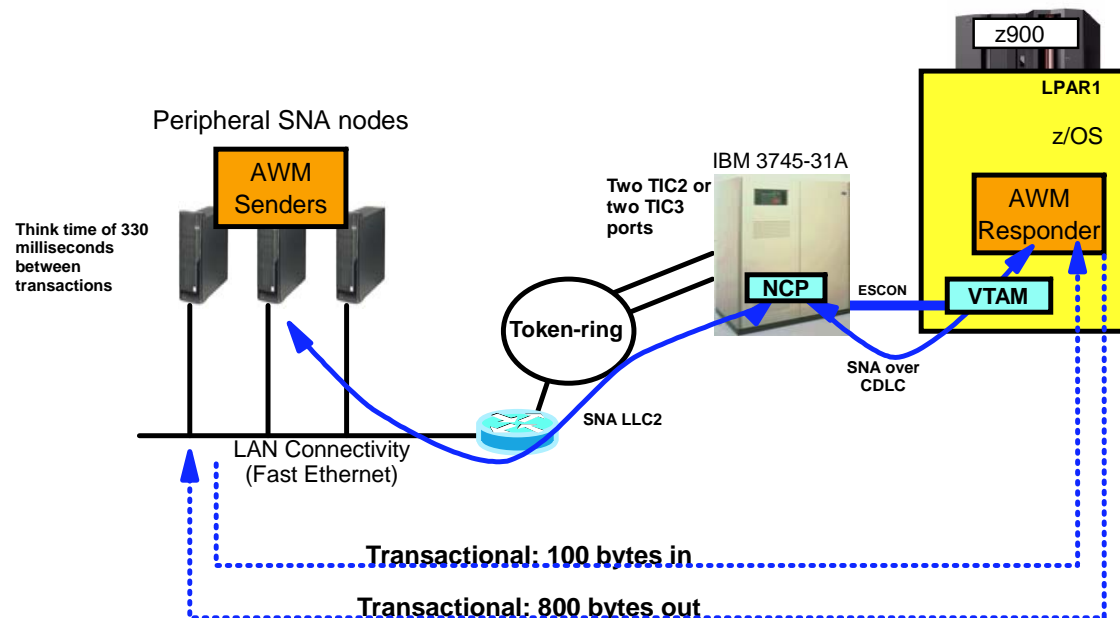 z900
LPAR1
z/OS
Peripheral SNA nodes
AWM
Senders
IBM 3745-31A
Two TIC2 or
two TIC3
ports
AWM
Responder
Think time of 330
milliseconds
between
transactions
NCP
ESCON
VTAM
Token-ring
SNA over
CDLC
SNA LLC2
LAN Connectivity
(Fast Ethernet)
Transactional: 100 bytes in
Transactional: 800 bytes out